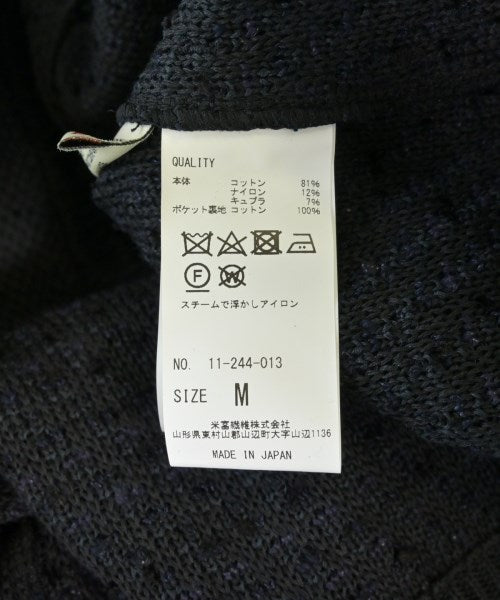 QUALITY
本体 コットン 81%
ナイロン 12%
キュプラ 7%
ポケット裏地 コットン 100%
F W
スチームで浮かしアイロン
NO. 11-244-013
SIZE M
米富繊維株式会社
山形県東村山郡山辺町大字山辺1136
MADE IN JAPAN